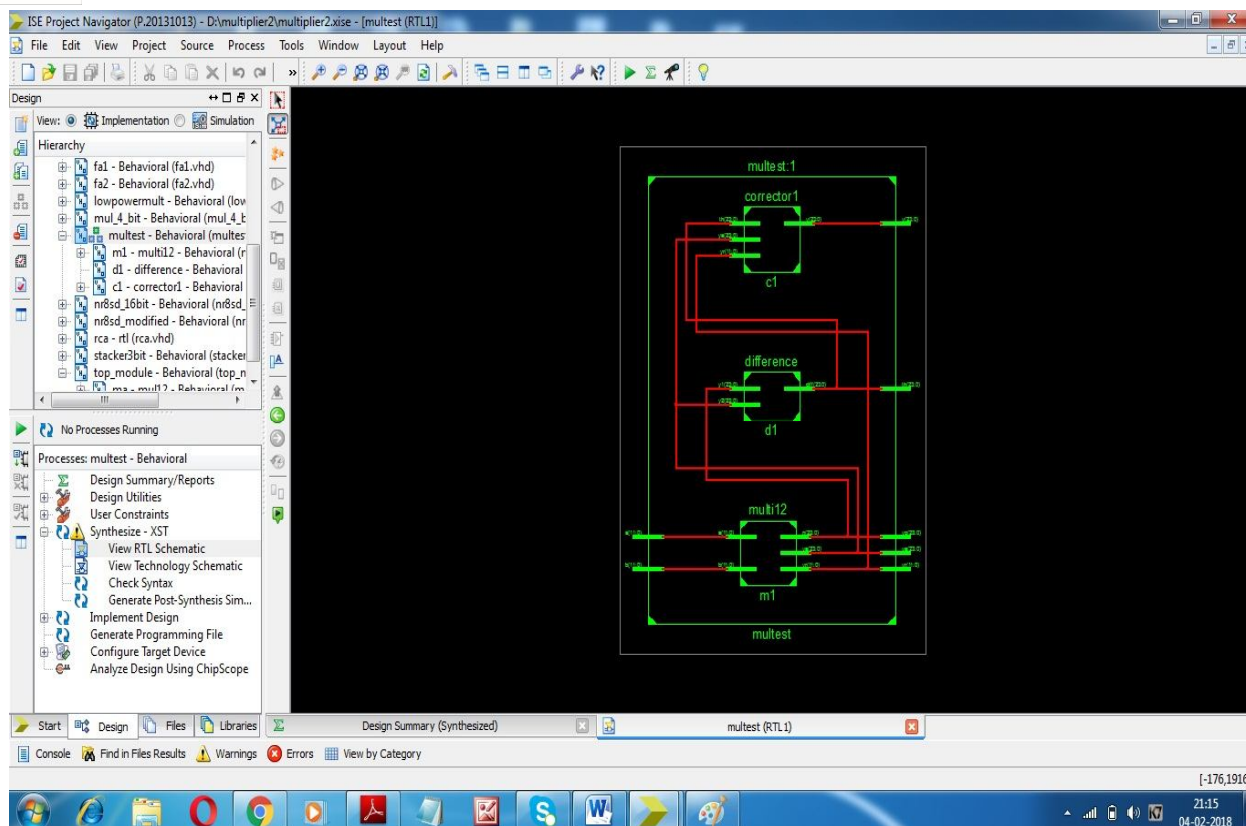 ISE Project Navigator (P.20131013) - D:\multiplier2\multiplier2.xise - [multest (RTL1)]
File Edit View Project Source Process Tools Window Layout Help
Design
View: Implementation Simulation
Hierarchy
fa1 - Behavioral (fa1.vhd)
fa2 - Behavioral (fa2.vhd)
lowpowermult - Behavioral (low
mul_4_bit - Behavioral (mul_4_b
multest - Behavioral (multes
m1 - multi12 - Behavioral (
d1 - difference - Behavioral
c1 - corrector1 - Behavioral
nr8sd_16bit - Behavioral (nr8sd_
nr8sd_modified - Behavioral (nr
rca - rtl (rca.vhd)
stacker3bit - Behavioral (stacker
top_module - Behavioral (top_n
ma - mul12 - Behavioral (m
No Processes Running
Processes: multest - Behavioral
Design Summary/Reports
Design Utilities
User Constraints
Synthesize - XST
View RTL Schematic
View Technology Schematic
Check Syntax
Generate Post-Synthesis Sim...
Implement Design
Generate Programming File
Configure Target Device
Analyze Design Using ChipScope
multest:1
corrector1
c1
difference
d1
multi12
m1
multest
Start Design Files Libraries
Design Summary (Synthesized)
multest (RTL1)
Console Find in Files Results Warnings Errors View by Category
[-176,1916
21:15
04-02-2018